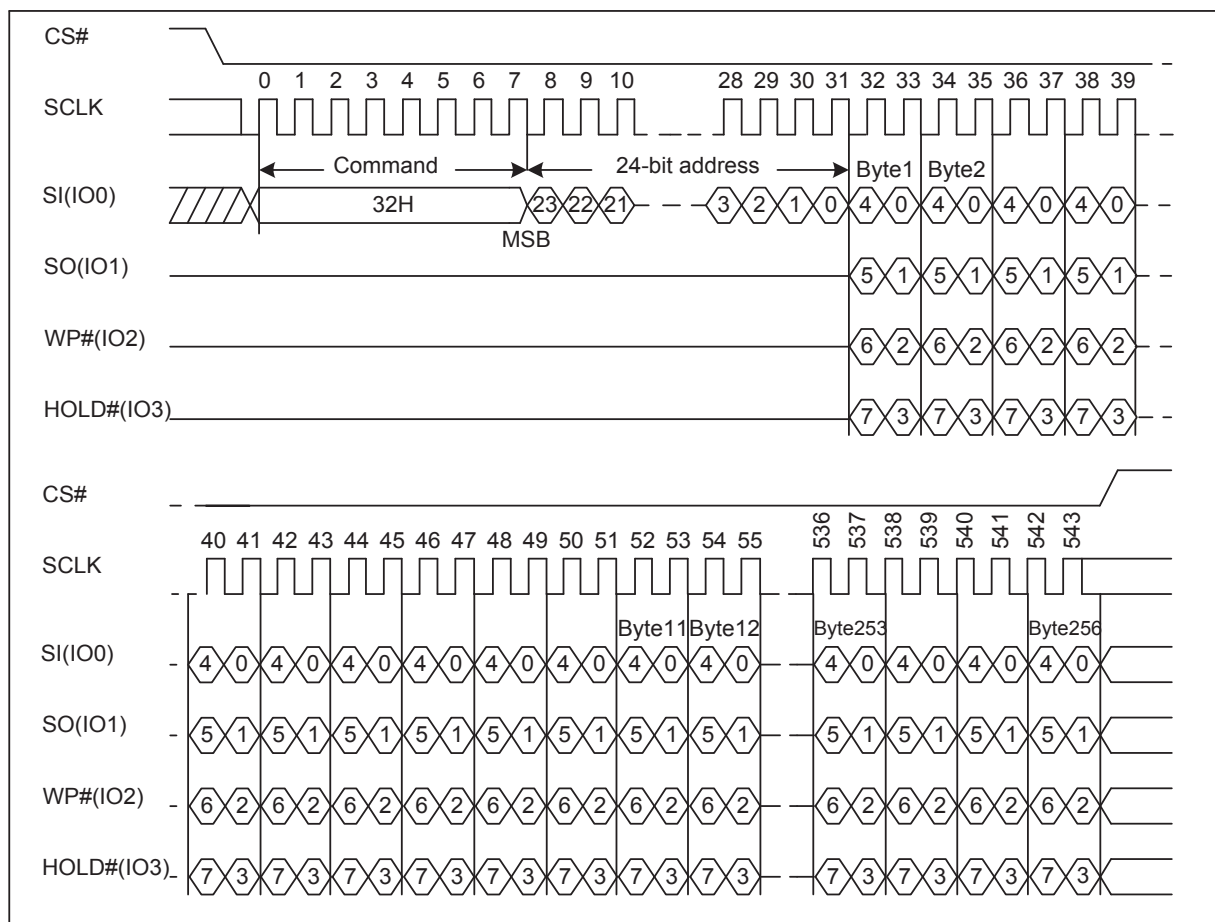 CS#
0 1 2 3 4 5 6 7 8 9 10 28 29 30 31 32 33 34 35 36 37 38 39
SCLK
Command 24-bit address Byte1 Byte2
SI(IO0) 32H 23 22 21 3 2 1 0 4 0 4 0 4 0 4 0
MSB
SO(IO1) 5 1 5 1 5 1 5 1
WP#(IO2) 6 2 6 2 6 2 6 2
HOLD#(IO3) 7 3 7 3 7 3 7 3
CS#
40 41 42 43 44 45 46 47 48 49 50 51 52 53 54 55 536 537 538 539 540 541 542 543
SCLK
Byte11 Byte12 Byte253 Byte256
SI(IO0) 4 0 4 0 4 0 4 0 4 0 4 0 4 0 4 0 4 0 4 0 4 0 4 0
SO(IO1) 5 1 5 1 5 1 5 1 5 1 5 1 5 1 5 1 5 1 5 1 5 1 5 1
WP#(IO2) 6 2 6 2 6 2 6 2 6 2 6 2 6 2 6 2 6 2 6 2 6 2 6 2
HOLD#(IO3) 7 3 7 3 7 3 7 3 7 3 7 3 7 3 7 3 7 3 7 3 7 3 7 3